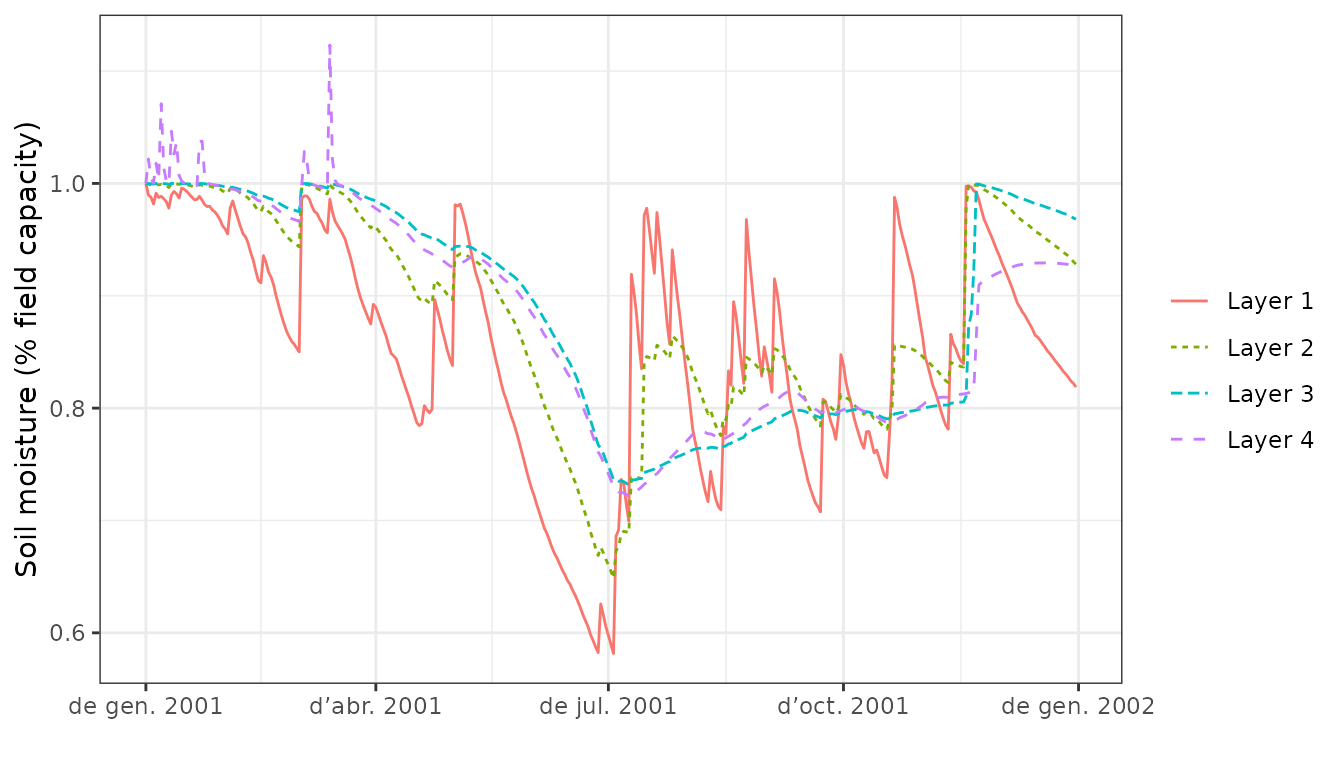 Soil moisture (% field capacity)
1.0
0.8
0.6
de gen. 2001
d’abr. 2001
de jul. 2001
d’oct. 2001
de gen. 2002
Layer 1
Layer 2
Layer 3
Layer 4